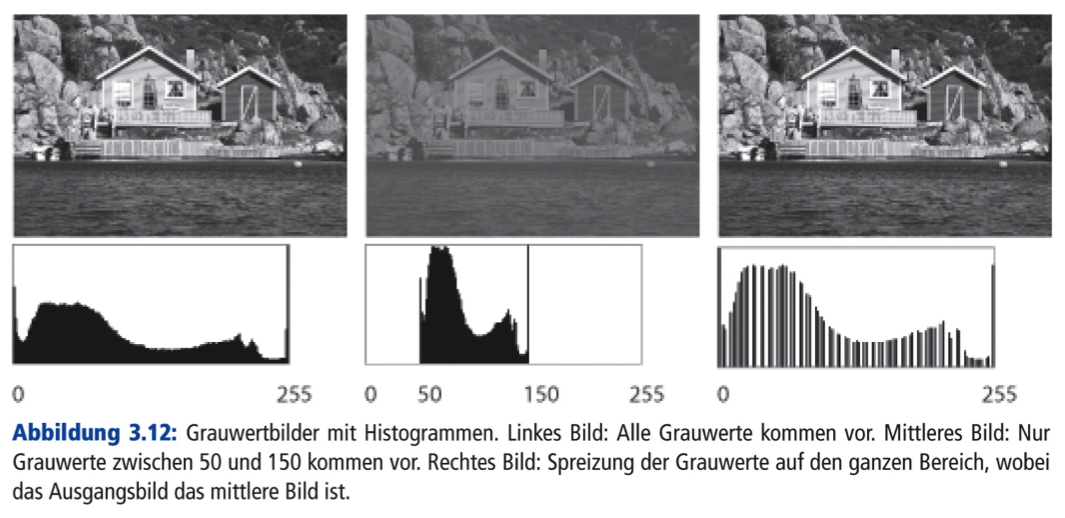 0 255 0 50 150 255 0 255
Abbildung 3.12: Grauwertbilder mit Histogrammen. Linkes Bild: Alle Grauwerte kommen vor. Mittleres Bild: Nur
Grauwerte zwischen 50 und 150 kommen vor. Rechtes Bild: Spreizung der Grauwerte auf den ganzen Bereich, wobei
das Ausgangsbild das mittlere Bild ist.